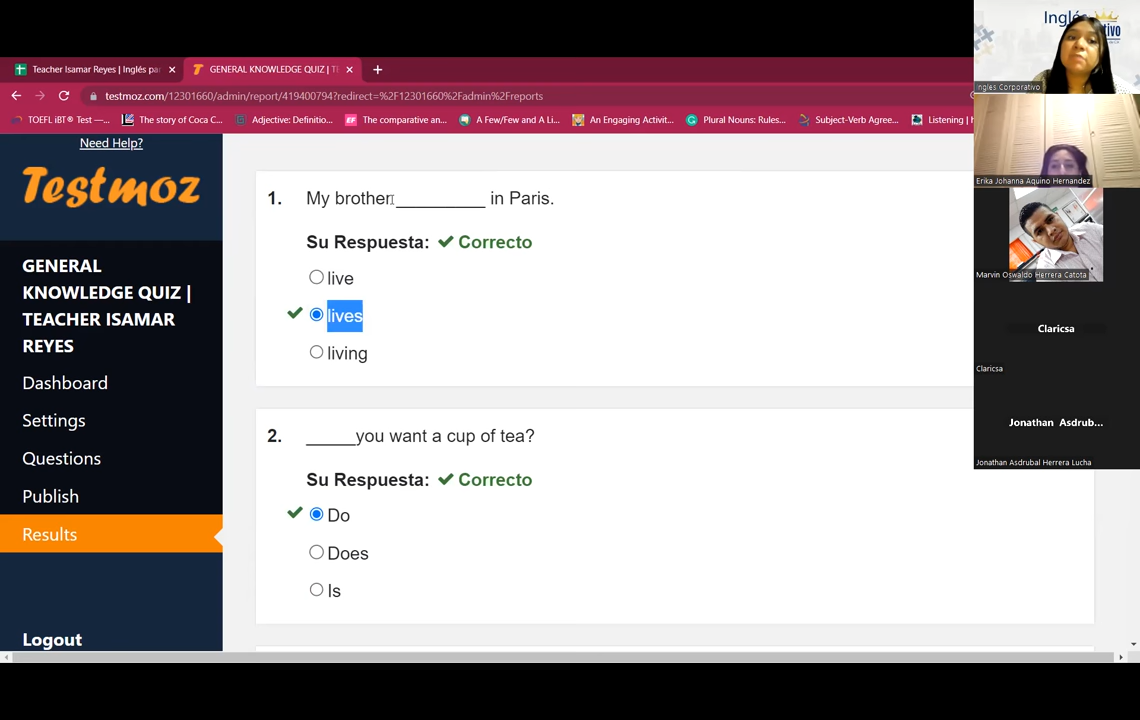 Teacher Isamar Reyes | Inglés pa
GENERAL KNOWLEDGE QUIZ | T
testmoz.com/12301660/admin/report/419400794?redirect=%2F12301660%2Fadmin%2Freports
TOEFL iBT® Test —...
The story of Coca C...
Adjective: Definitio...
The comparative an...
A Few/Few and A Li...
An Engaging Activit...
Plural Nouns: Rules...
Subject-Verb Agree...
Listening |
Need Help?
Testmoz
GENERAL
KNOWLEDGE QUIZ |
TEACHER ISAMAR
REYES
Dashboard
Settings
Questions
Publish
Results
Logout
1. My brother _________ in Paris.
Su Respuesta: ✔ Correcto
live
lives
living
2. _____you want a cup of tea?
Su Respuesta: ✔ Correcto
Do
Does
Is
Inglés Corporativo
Erika Johanna Aquino Hernandez
Marvin Oswaldo Herrera Catota
Claricsa
Claricsa
Jonathan Asdrub...
Jonathan Asdrubal Herrera Lucha